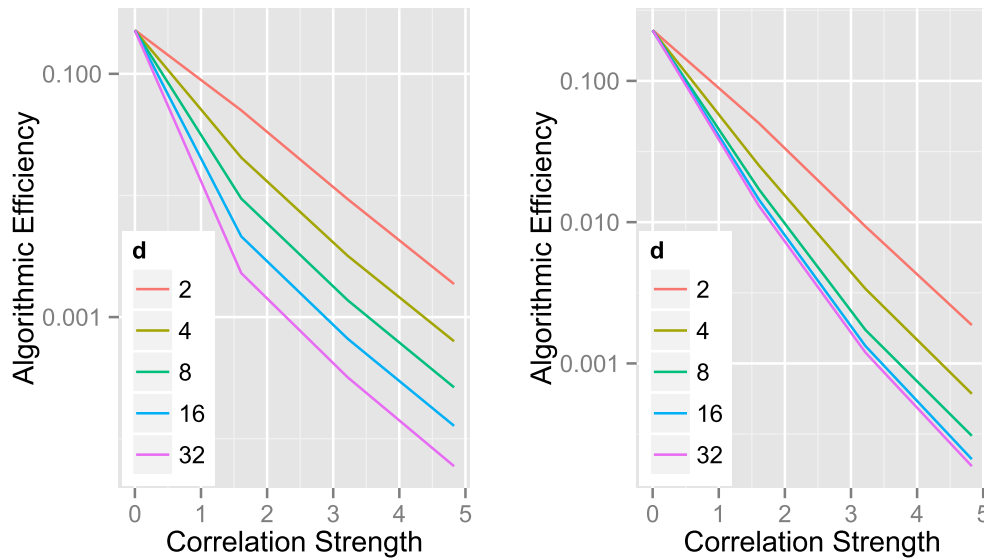 Algorithmic Efficiency
0.100
0.001
d
2
4
8
16
32
0 1 2 3 4 5
Correlation Strength
Algorithmic Efficiency
0.100
0.010
0.001
d
2
4
8
16
32
0 1 2 3 4 5
Correlation Strength